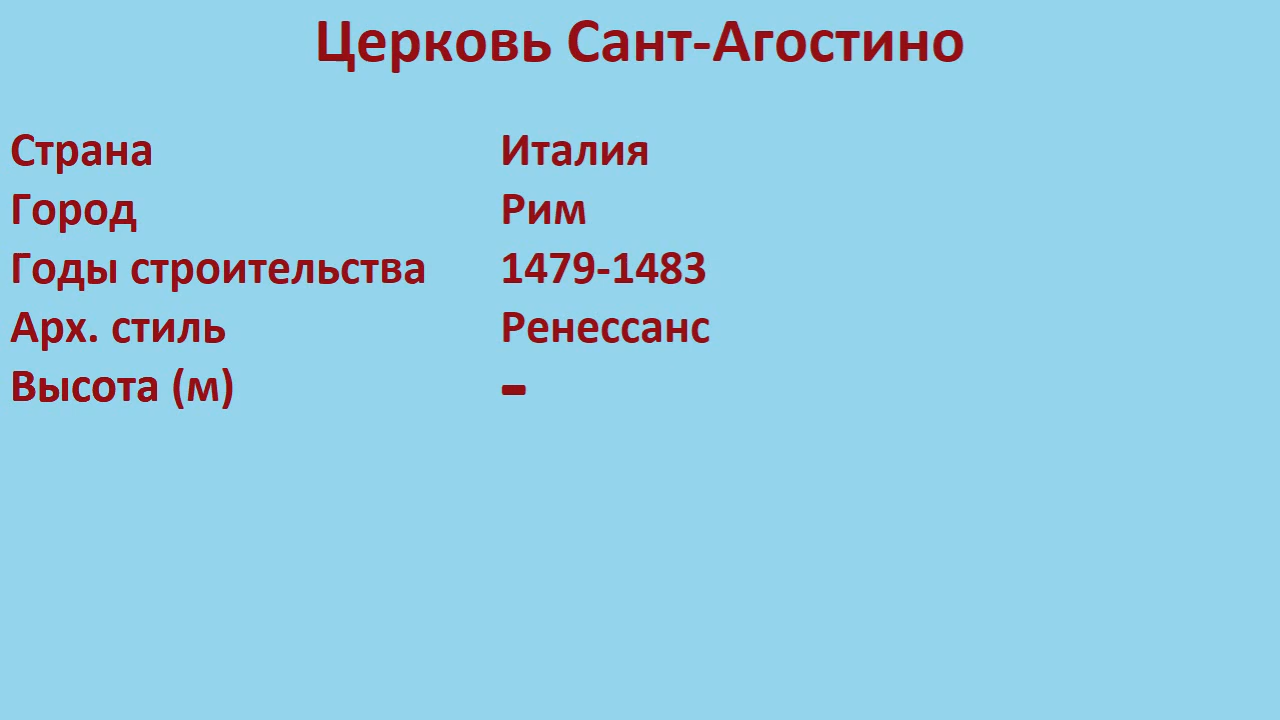 Церковь Сант-Агостино
Страна Италия
Город Рим
Годы строительства 1479-1483
Арх. стиль Ренессанс
Высота (м) -